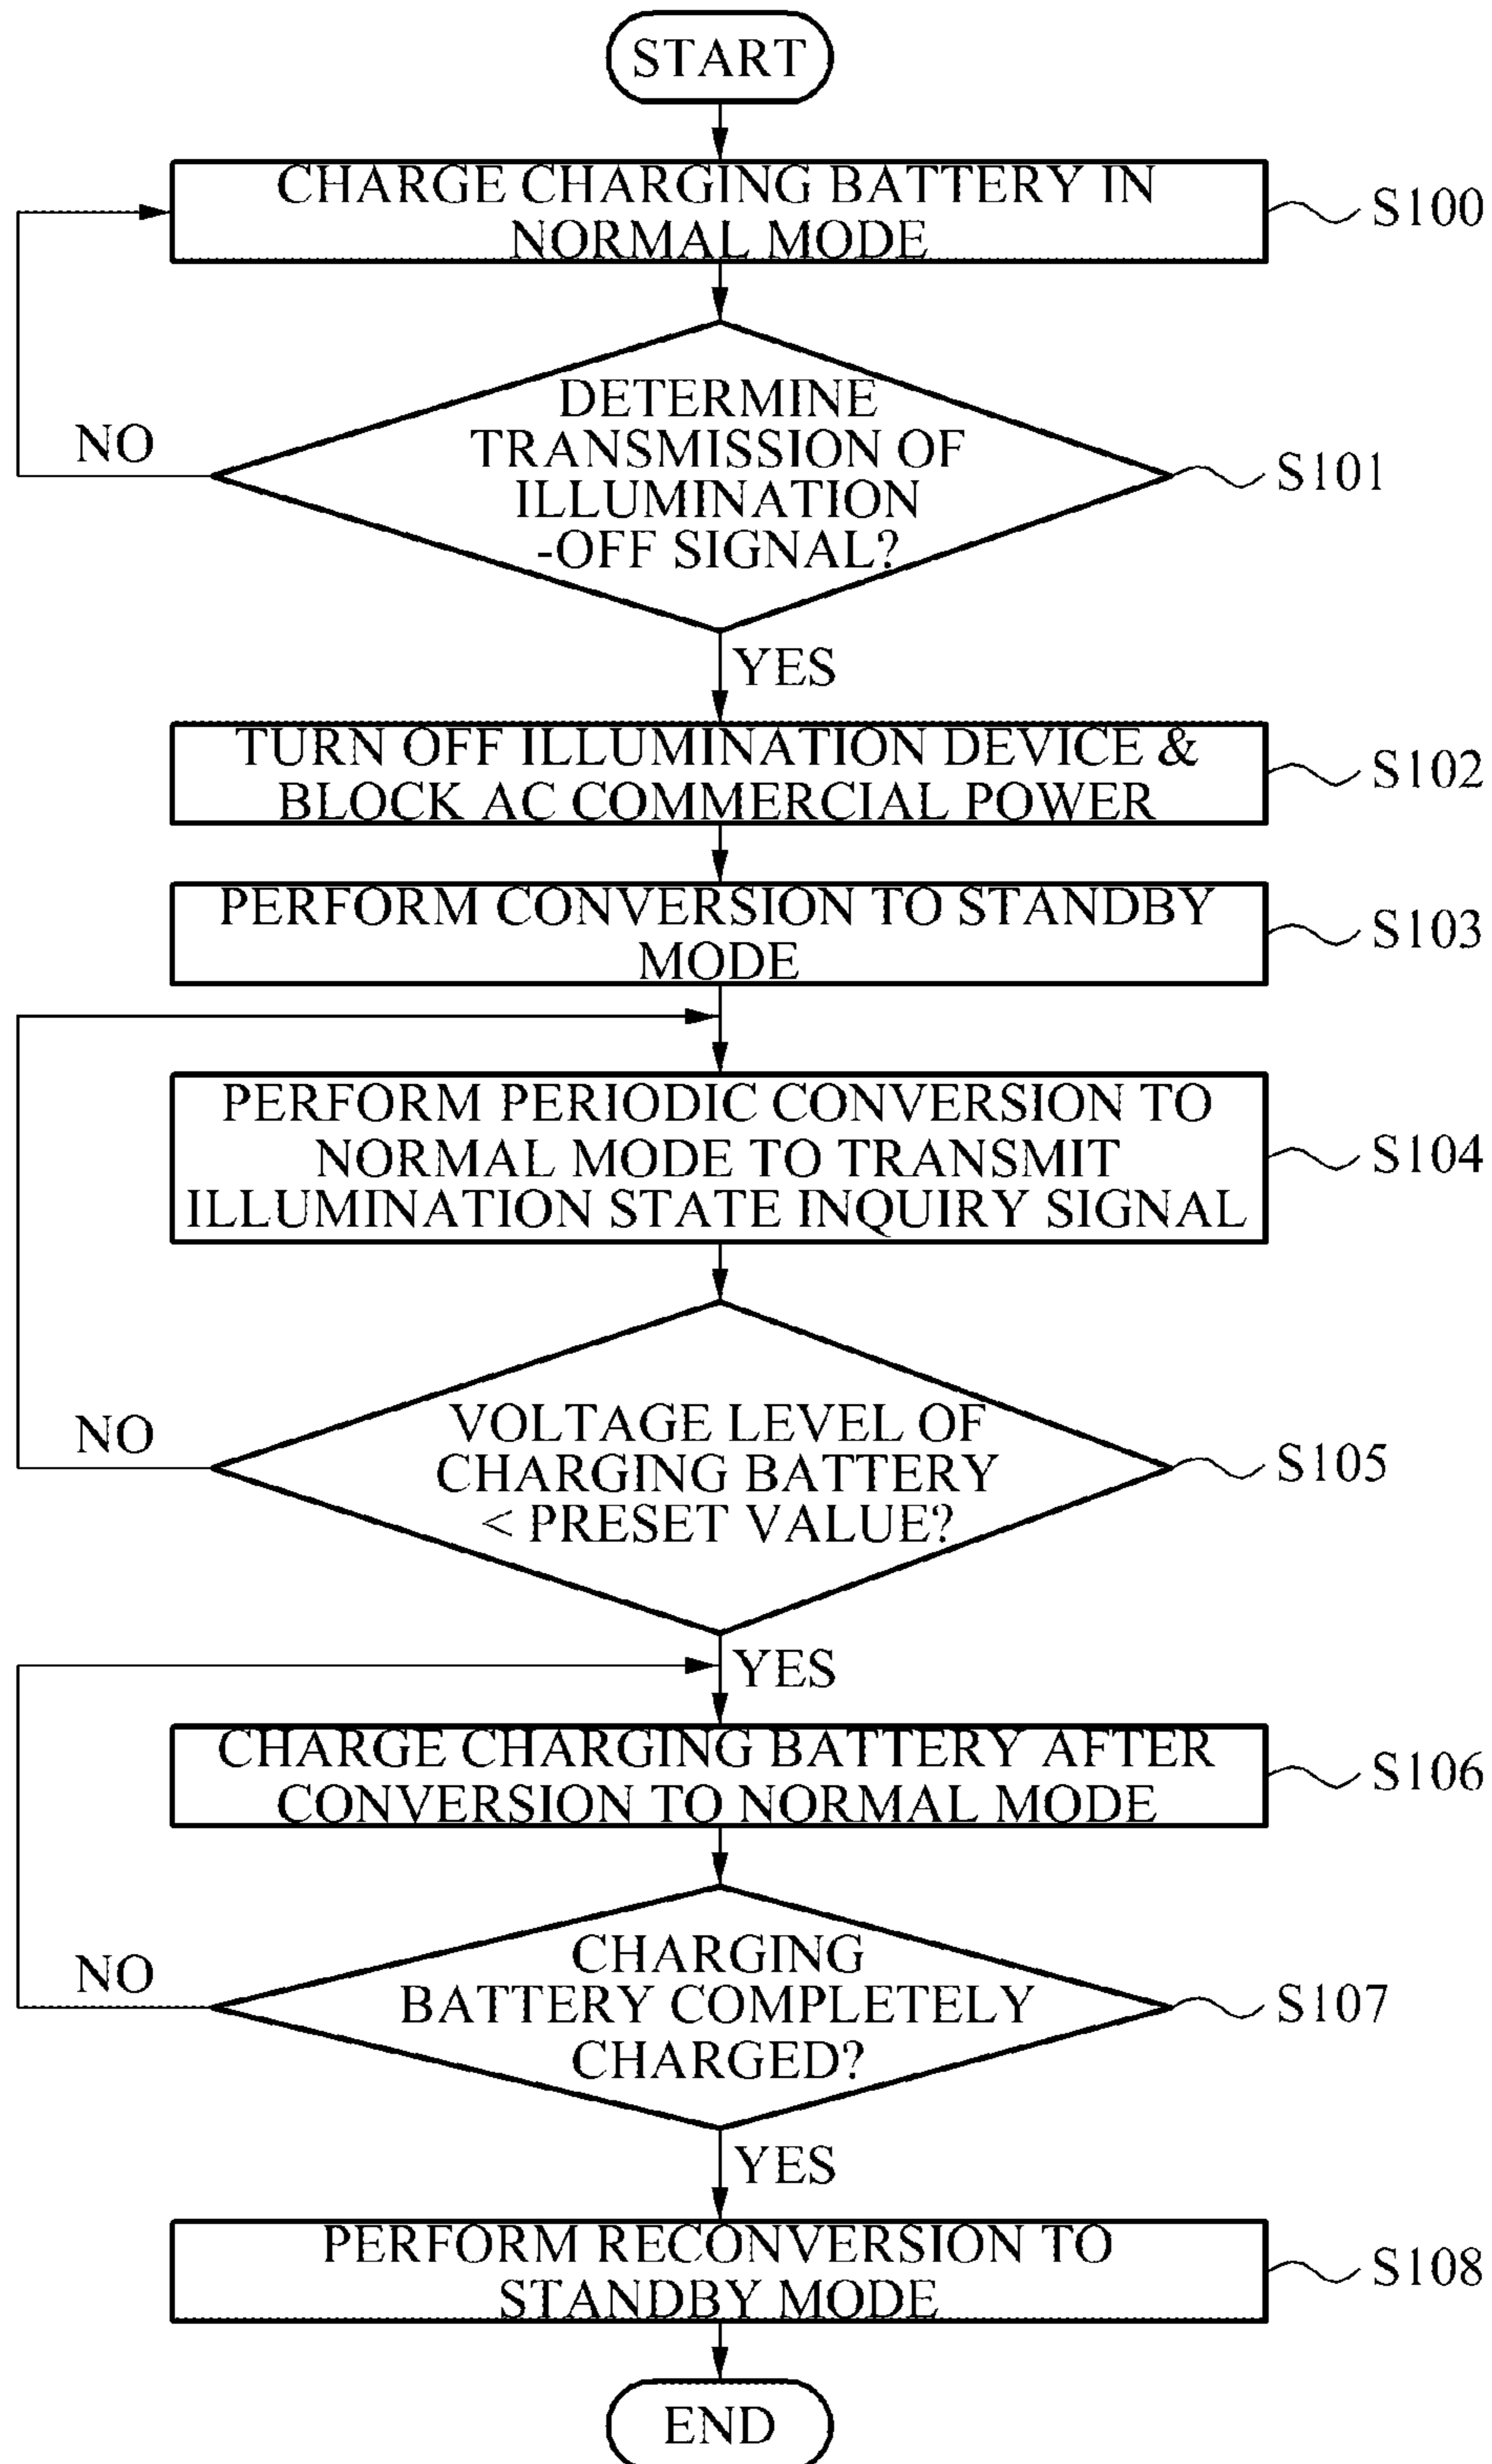 START
CHARGE CHARGING BATTERY IN
NORMAL MODE
S100
DETERMINE
TRANSMISSION OF
ILLUMINATION
-OFF SIGNAL?
S101
NO
YES
TURN OFF ILLUMINATION DEVICE &
BLOCK AC COMMERCIAL POWER
S102
PERFORM CONVERSION TO STANDBY
MODE
S103
PERFORM PERIODIC CONVERSION TO
NORMAL MODE TO TRANSMIT
ILLUMINATION STATE INQUIRY SIGNAL
S104
VOLTAGE LEVEL OF
CHARGING BATTERY
< PRESET VALUE?
S105
NO
YES
CHARGE CHARGING BATTERY AFTER
CONVERSION TO NORMAL MODE
S106
CHARGING
BATTERY COMPLETELY
CHARGED?
S107
NO
YES
PERFORM RECONVERSION TO
STANDBY MODE
S108
END